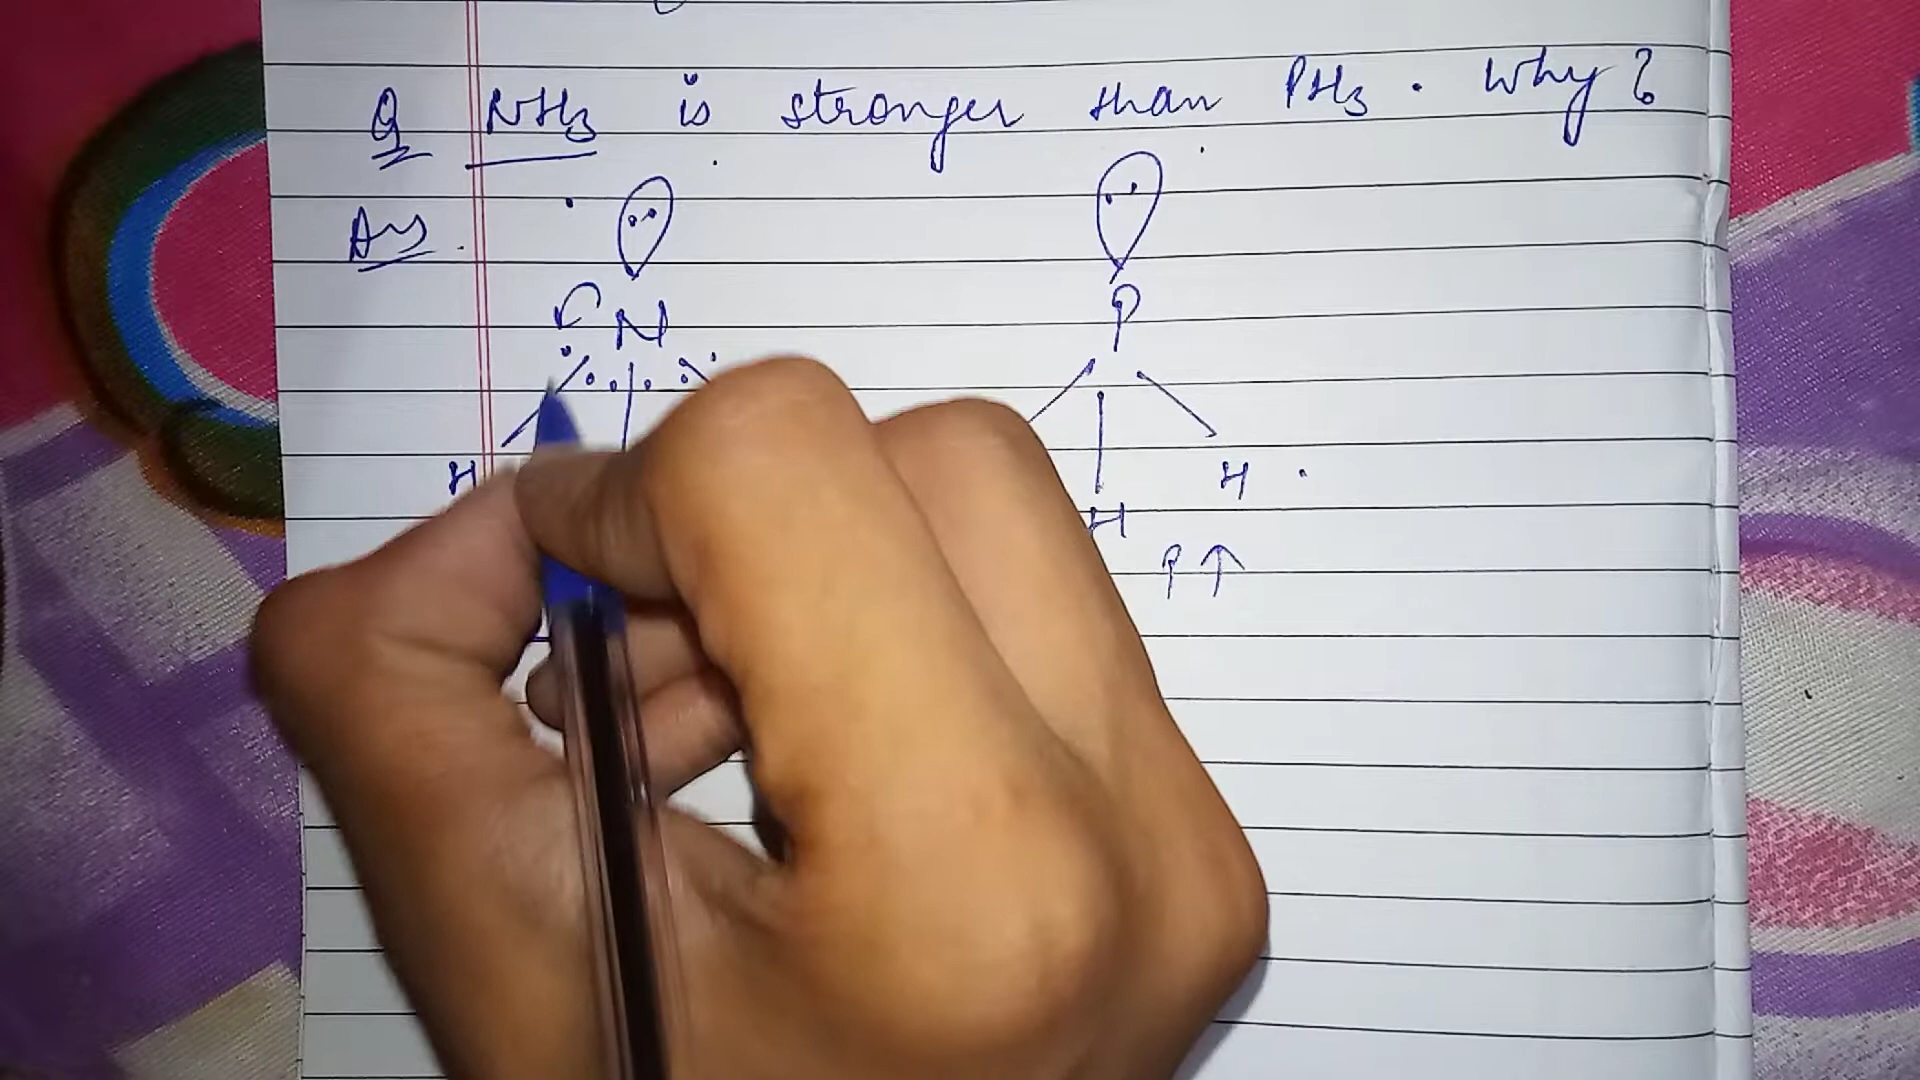 Q NH3 is stronger than PH3. Why?
Ans.
N P
H H
H
P↑